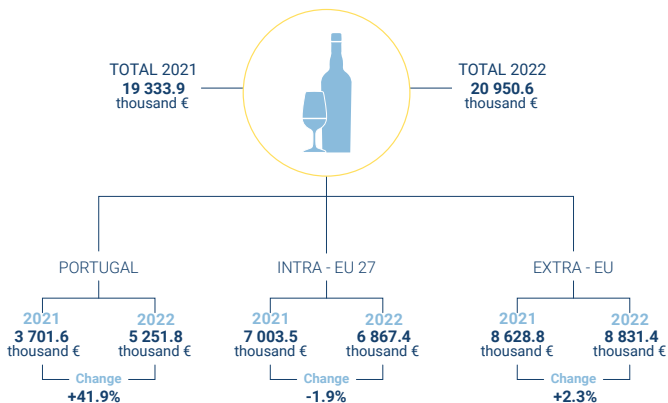 TOTAL 2021
19 333.9
thousand €
TOTAL 2022
20 950.6
thousand €
PORTUGAL
2021
3 701.6
thousand €
2022
5 251.8
thousand €
Change
+41.9%
INTRA - EU 27
2021
7 003.5
thousand €
2022
6 867.4
thousand €
Change
-1.9%
EXTRA - EU
2021
8 628.8
thousand €
2022
8 831.4
thousand €
Change
+2.3%